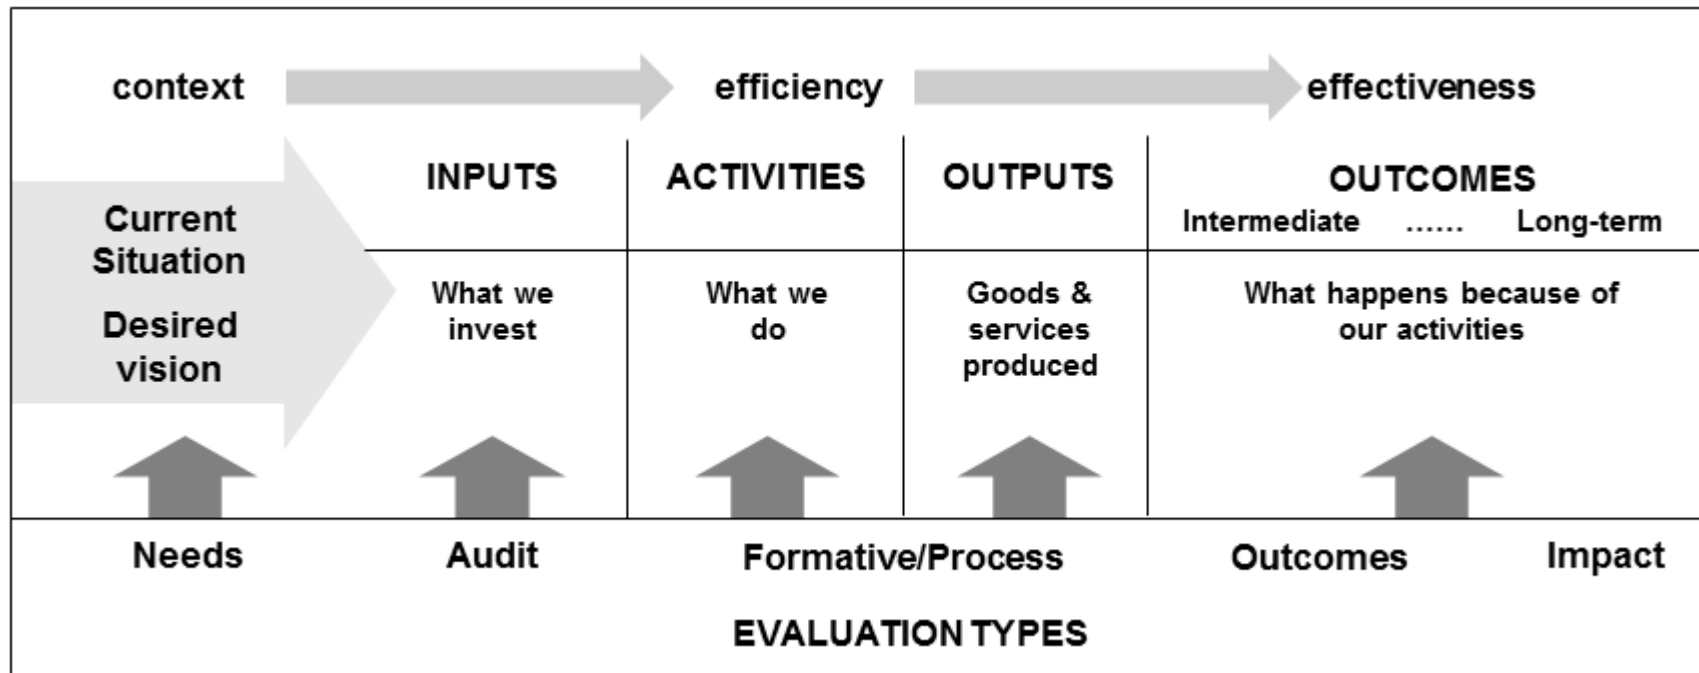 context efficiency effectiveness
INPUTS ACTIVITIES OUTPUTS OUTCOMES
Intermediate ...... Long-term
Current
Situation
Desired
vision
What we
invest
What we
do
Goods &
services
produced
What happens because of
our activities
Needs Audit Formative/Process Outcomes Impact
EVALUATION TYPES